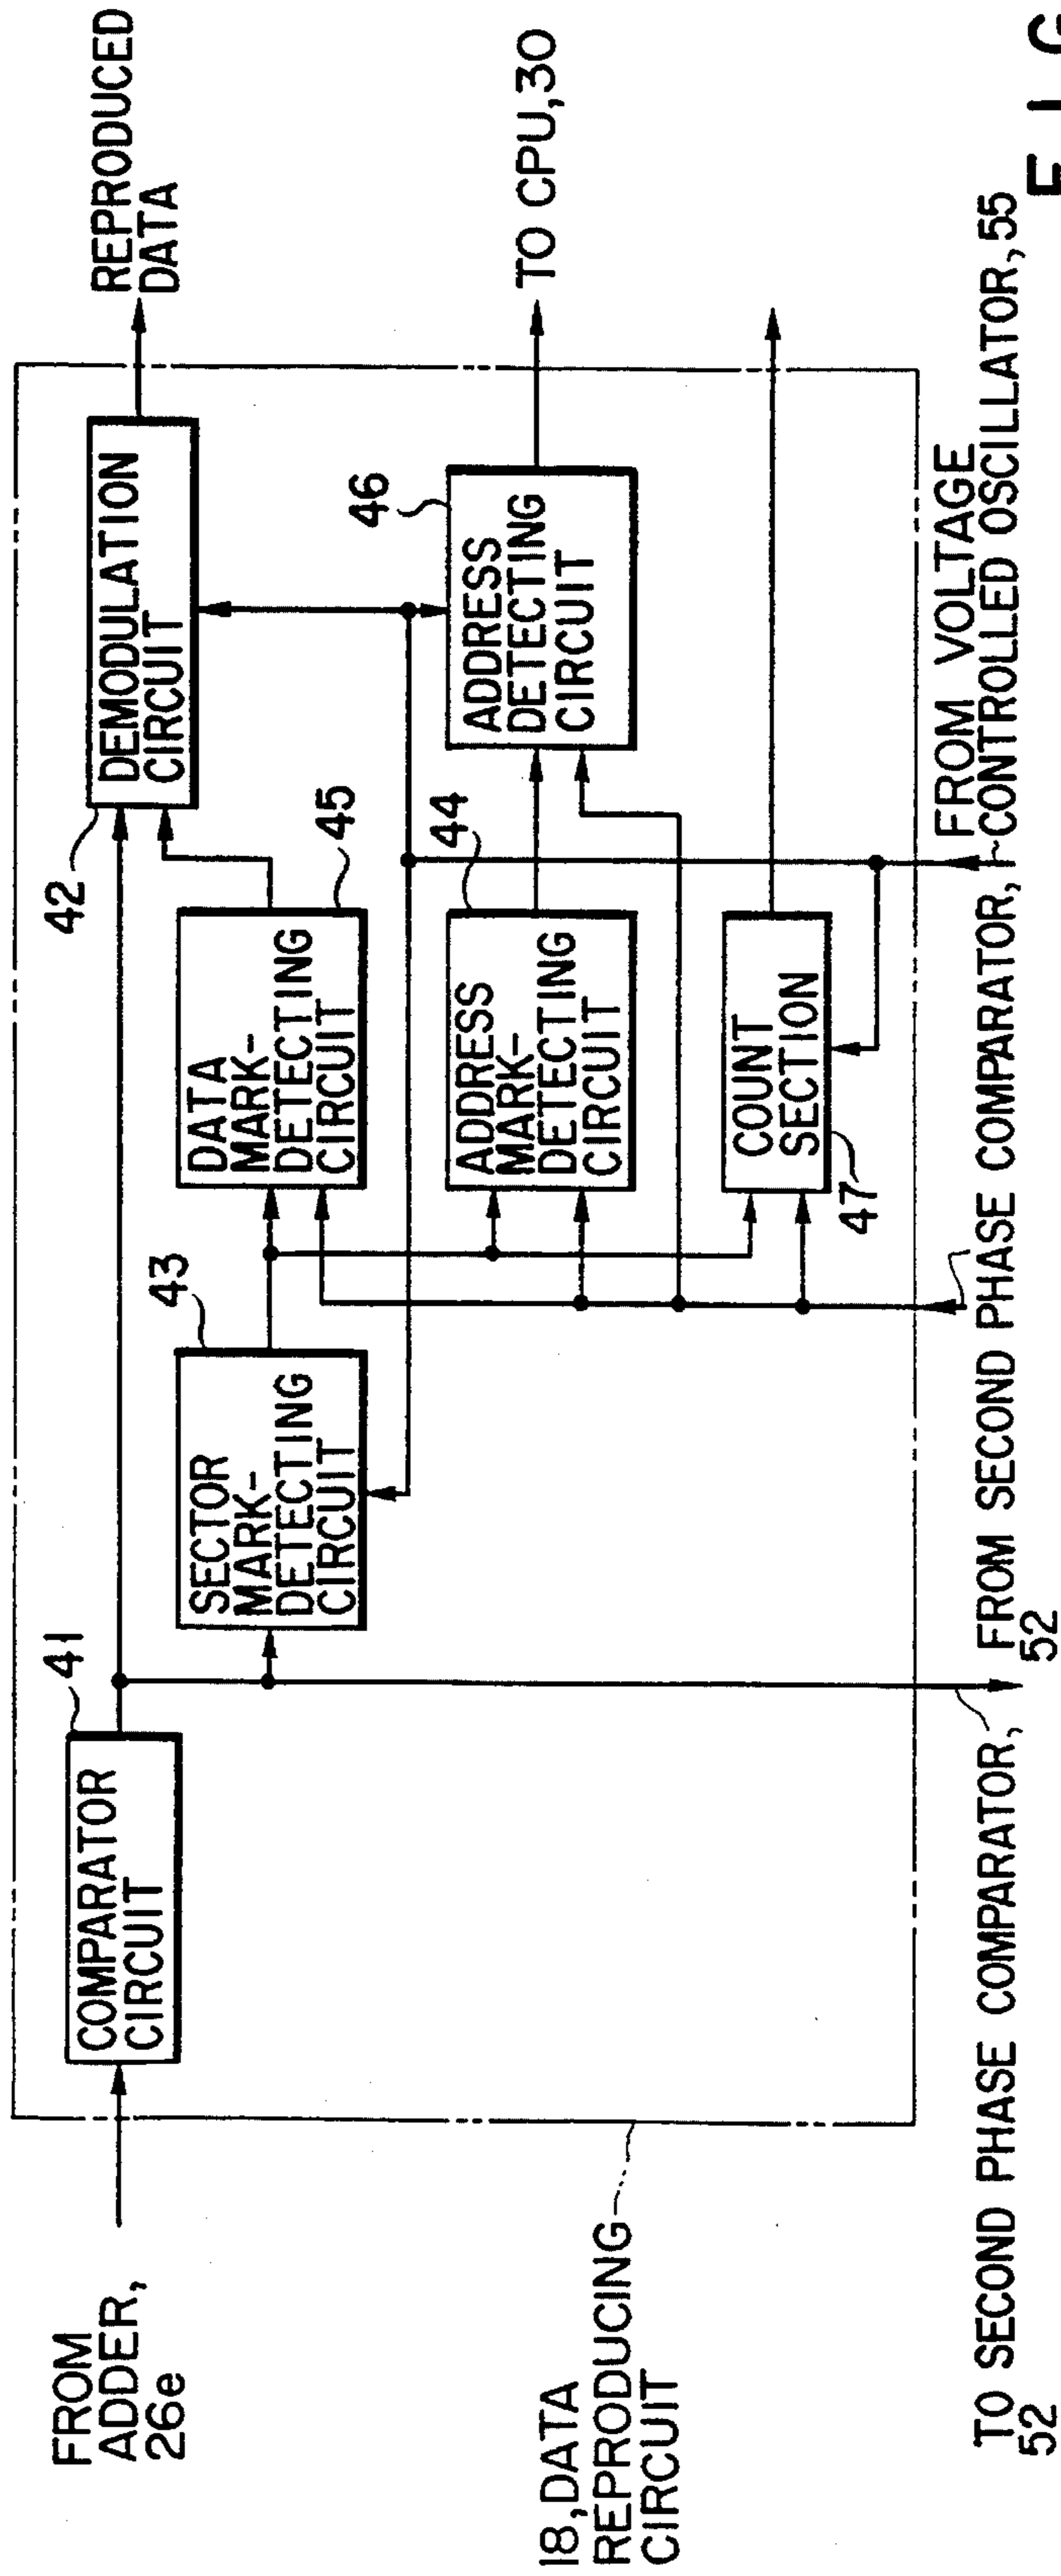 FROM
ADDER,
26e
41
COMPARATOR
CIRCUIT
42
DEMODULATION
CIRCUIT
REPRODUCED
DATA
43
SECTOR
MARK-
DETECTING
CIRCUIT
45
DATA
MARK-
DETECTING
CIRCUIT
44
ADDRESS
MARK-
DETECTING
CIRCUIT
46
ADDRESS
DETECTING
CIRCUIT
TO CPU,30
COUNT
SECTION
47
18,DATA
REPRODUCING
CIRCUIT
TO SECOND PHASE COMPARATOR,
52
FROM SECOND PHASE COMPARATOR,
52
FROM VOLTAGE
CONTROLLED OSCILLATOR,55
F I G